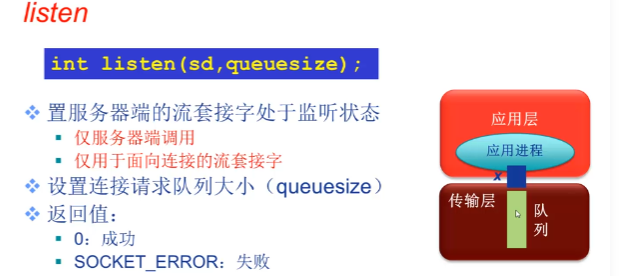 listen
int listen(sd,queuesize);
置服务器端的流套接字处于监听状态
仅服务器端调用
仅用于面向连接的流套接字
设置连接请求队列大小（queuesize）
返回值：
0：成功
SOCKET_ERROR：失败
应用层
应用进程
x
传输层
队
列